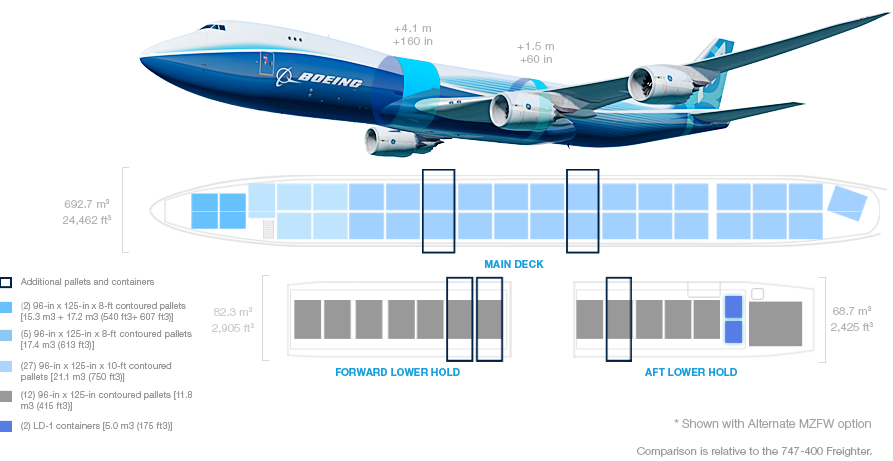 +4.1 m
+160 in
+1.5 m
+60 in
BOEING
692.7 m³
24,462 ft³
MAIN DECK
Additional pallets and containers
(2) 96-in x 125-in x 8-ft contoured pallets
[15.3 m3 + 17.2 m3 (540 ft3+ 607 ft3)]
(5) 96-in x 125-in x 8-ft contoured pallets
[17.4 m3 (613 ft3)]
(27) 96-in x 125-in x 10-ft contoured
pallets [21.1 m3 (750 ft3)]
(12) 96-in x 125-in contoured pallets [11.8
m3 (415 ft3)]
(2) LD-1 containers [5.0 m3 (175 ft3)]
82.3 m³
2,905 ft³
FORWARD LOWER HOLD
68.7 m³
2,425 ft³
AFT LOWER HOLD
* Shown with Alternate MZFW option
Comparison is relative to the 747-400 Freighter.